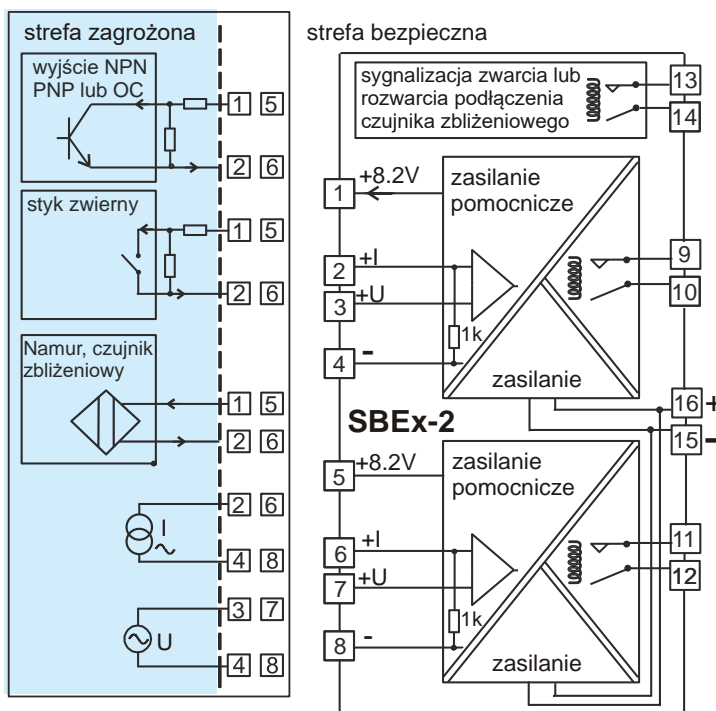 strefa zagrożona
wyjście NPN
PNP lub OC
1 5
2 6
styk zwierny
1 5
2 6
Namur, czujnik
zbliżeniowy
1 5
2 6
2 6
I
4 8
3 7
U
4 8
strefa bezpieczna
sygnalizacja zwarcia lub
rozwarcia podłączenia
czujnika zbliżeniowego
13
14
1
+8.2V
zasilanie
pomocnicze
2
+I
3
+U
1k
4
-
9
10
zasilanie
16 +
15 -
SBEx-2
5
+8.2V
zasilanie
pomocnicze
6
+I
7
+U
1k
8
-
11
12
zasilanie